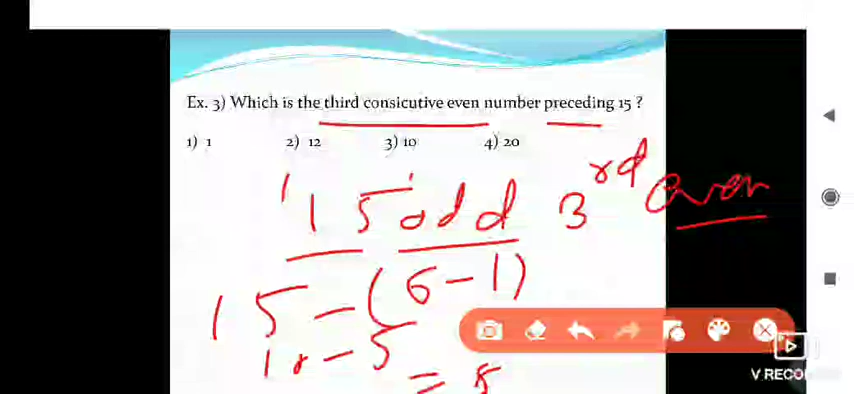 Ex. 3) Which is the third consicutive even number preceding 15 ?
1) 1 2) 12 3) 10 4) 20
15 odd 3rd even
15 - (6 - 1)
- 5
=
V RECO